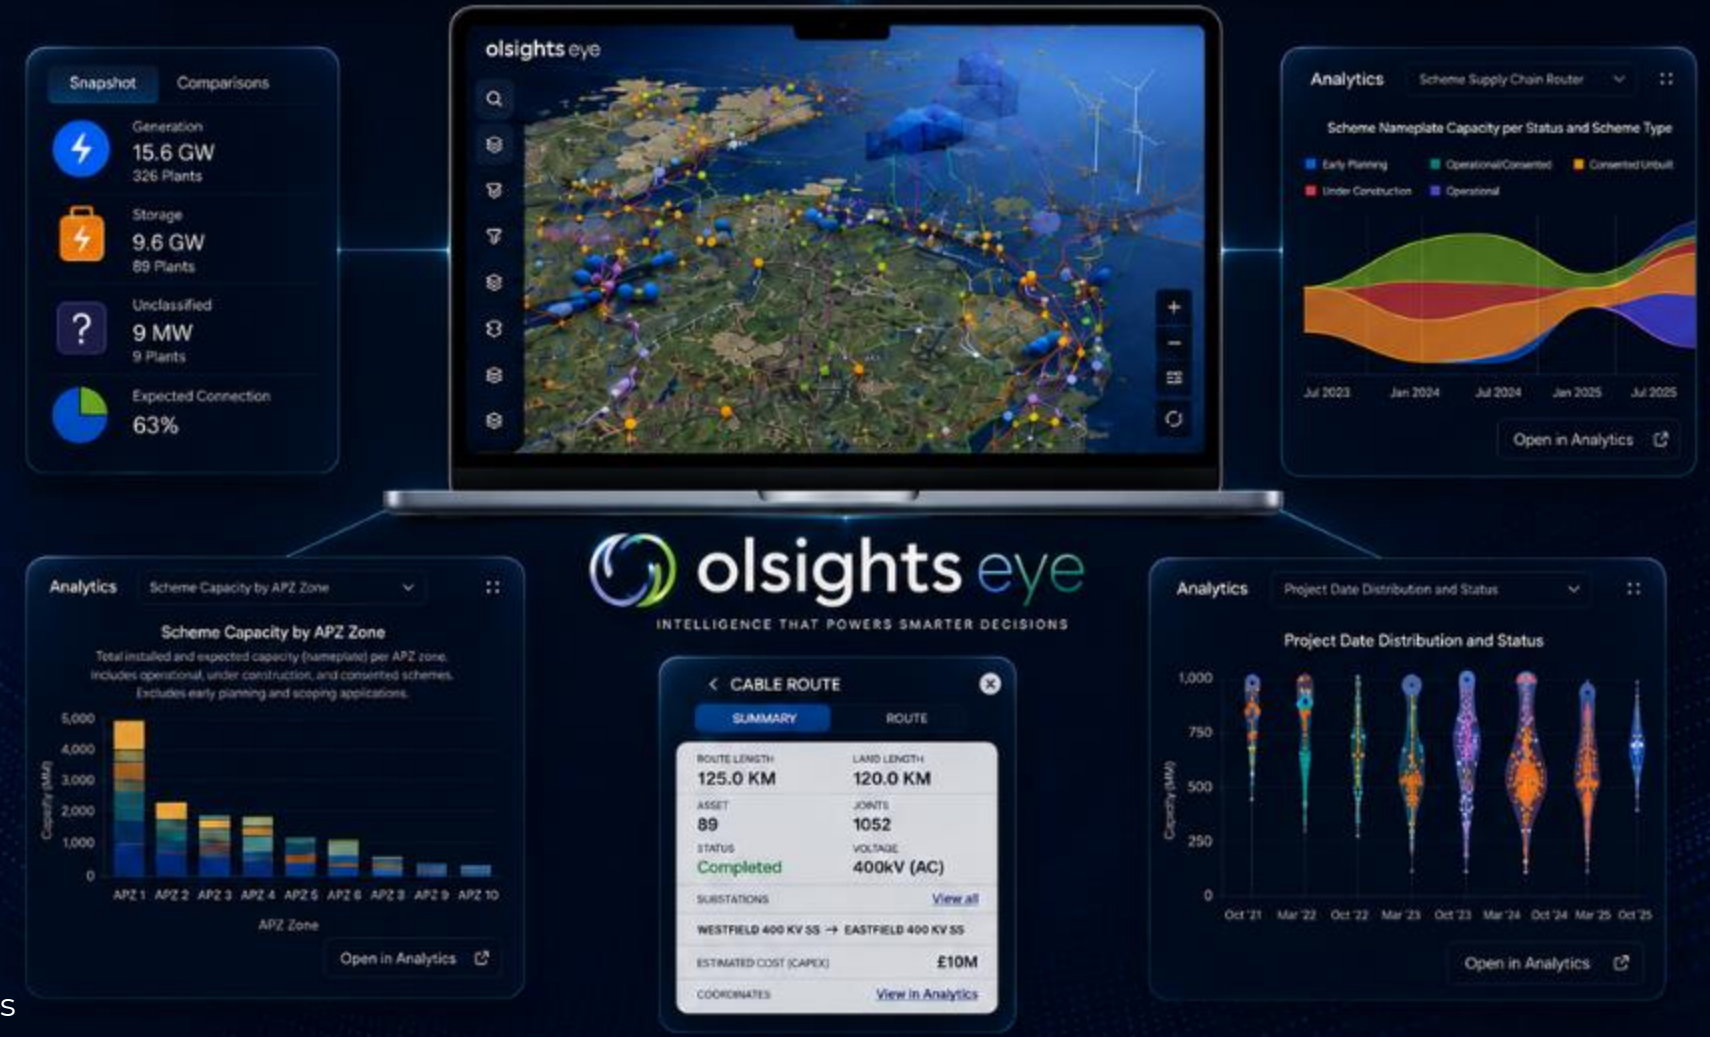 olsights eye
Snapshot
Comparisons
Generation
15.6 GW
326 Plants
Storage
9.6 GW
89 Plants
Unclassified
9 MW
9 Plants
Expected Connection
63%
Analytics
Scheme Supply Chain Router
Scheme Nameplate Capacity per Status and Scheme Type
Early Planning
Operational/Consented
Consented Unbuilt
Under Construction
Operational
Jul 2023
Jan 2024
Jul 2024
Jan 2025
Jul 2025
Open in Analytics
olsights eye
INTELLIGENCE THAT POWERS SMARTER DECISIONS
Analytics
Scheme Capacity by APZ Zone
Scheme Capacity by APZ Zone
Total installed and expected capacity (nameplate) per APZ zone.
Includes operational, under construction, and consented schemes.
Excludes early planning and scoping applications.
Capacity (MM)
5,000
4,000
3,000
2,000
1,000
0
APZ 1
APZ 2
APZ 3
APZ 4
APZ 5
APZ 6
APZ 8
APZ 9
APZ 10
APZ Zone
Open in Analytics
CABLE ROUTE
SUMMARY
ROUTE
ROUTE LENGTH
125.0 KM
LAND LENGTH
120.0 KM
ASSET
89
JOINTS
1052
STATUS
Completed
VOLTAGE
400kV (AC)
SUBSTATIONS
View all
WESTFIELD 400 KV SS → EASTFIELD 400 KV SS
ESTIMATED COST (CAPEX)
£10M
COORDINATES
View in Analytics
Analytics
Project Date Distribution and Status
Project Date Distribution and Status
Capacity (MM)
1,000
750
500
250
0
Oct '21
Mar '22
Oct '22
Mar '23
Oct '23
Mar '24
Oct '24
Mar '25
Oct '25
Open in Analytics
s